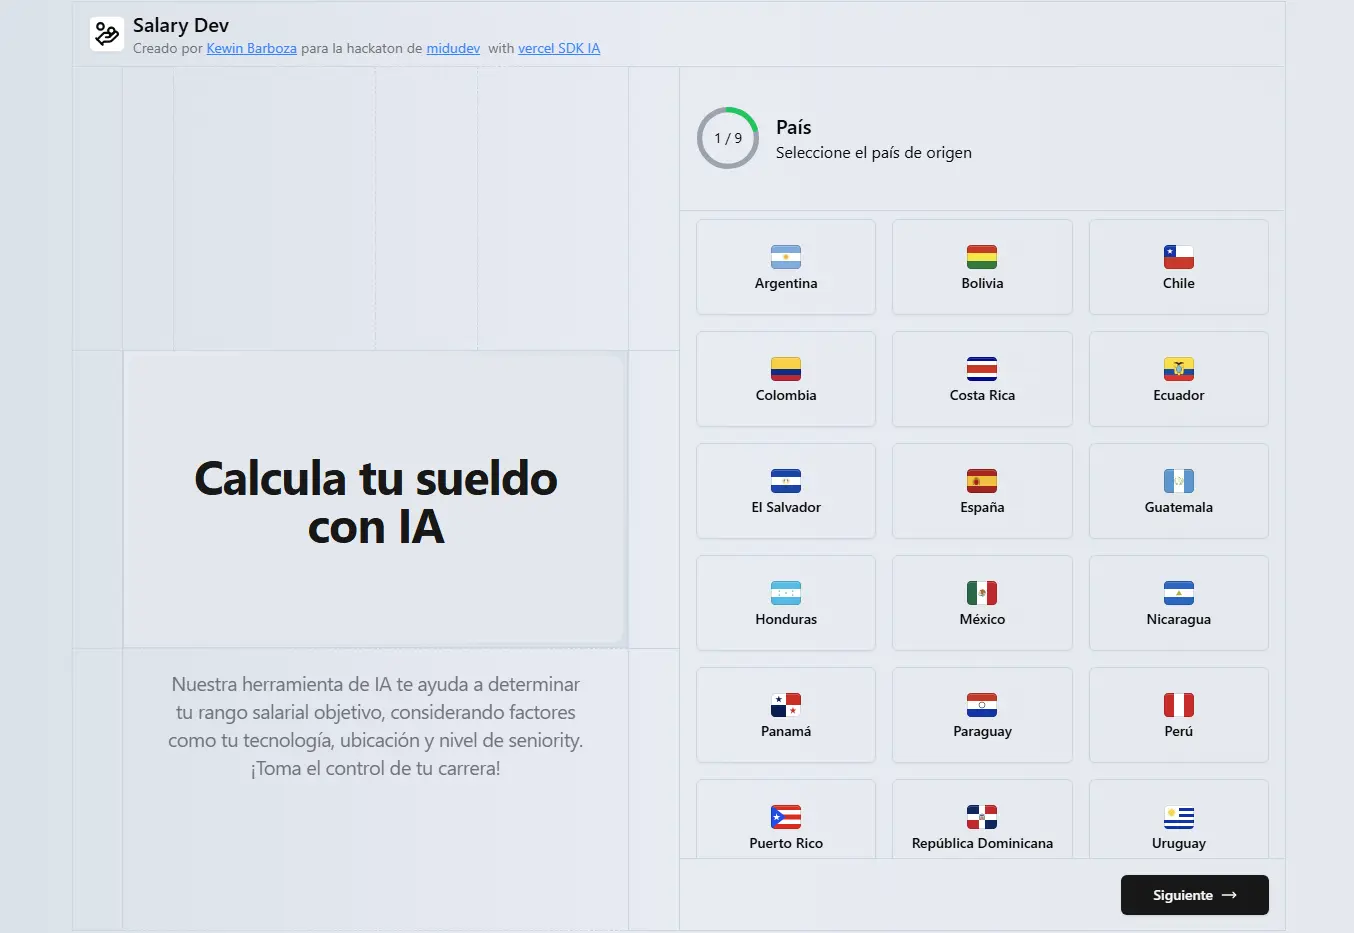 Salary Dev
Creado por Kewin Barboza para la hackaton de midudev with vercel SDK IA
Calcula tu sueldo
con IA
Nuestra herramienta de IA te ayuda a determinar
tu rango salarial objetivo, considerando factores
como tu tecnología, ubicación y nivel de seniority.
¡Toma el control de tu carrera!
1 / 9
País
Seleccione el país de origen
Argentina
Bolivia
Chile
Colombia
Costa Rica
Ecuador
El Salvador
España
Guatemala
Honduras
México
Nicaragua
Panamá
Paraguay
Perú
Puerto Rico
República Dominicana
Uruguay
Siguiente →